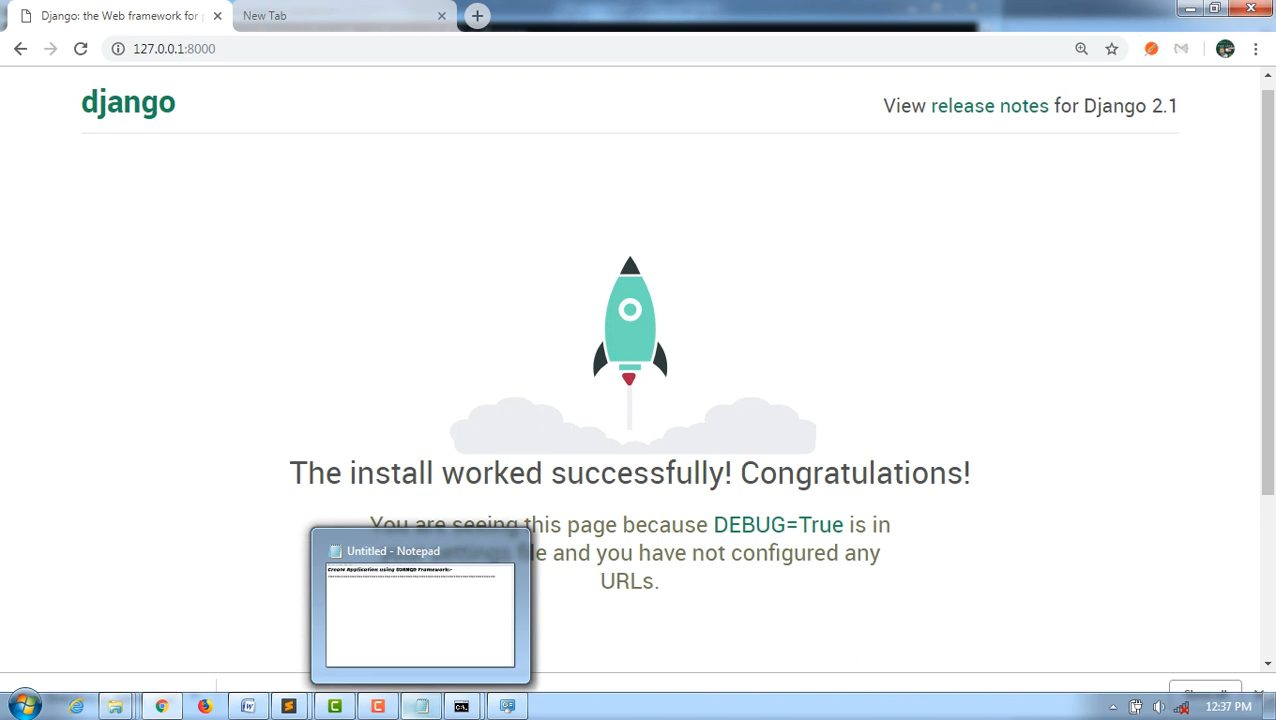 Django: the Web framework for
New Tab
127.0.0.1:8000
django
View release notes for Django 2.1
The install worked successfully! Congratulations!
You are seeing this page because DEBUG=True is in
file and you have not configured any
URLs.
Untitled - Notepad
Create Application using DJANGO Framework:-
12:37 PM